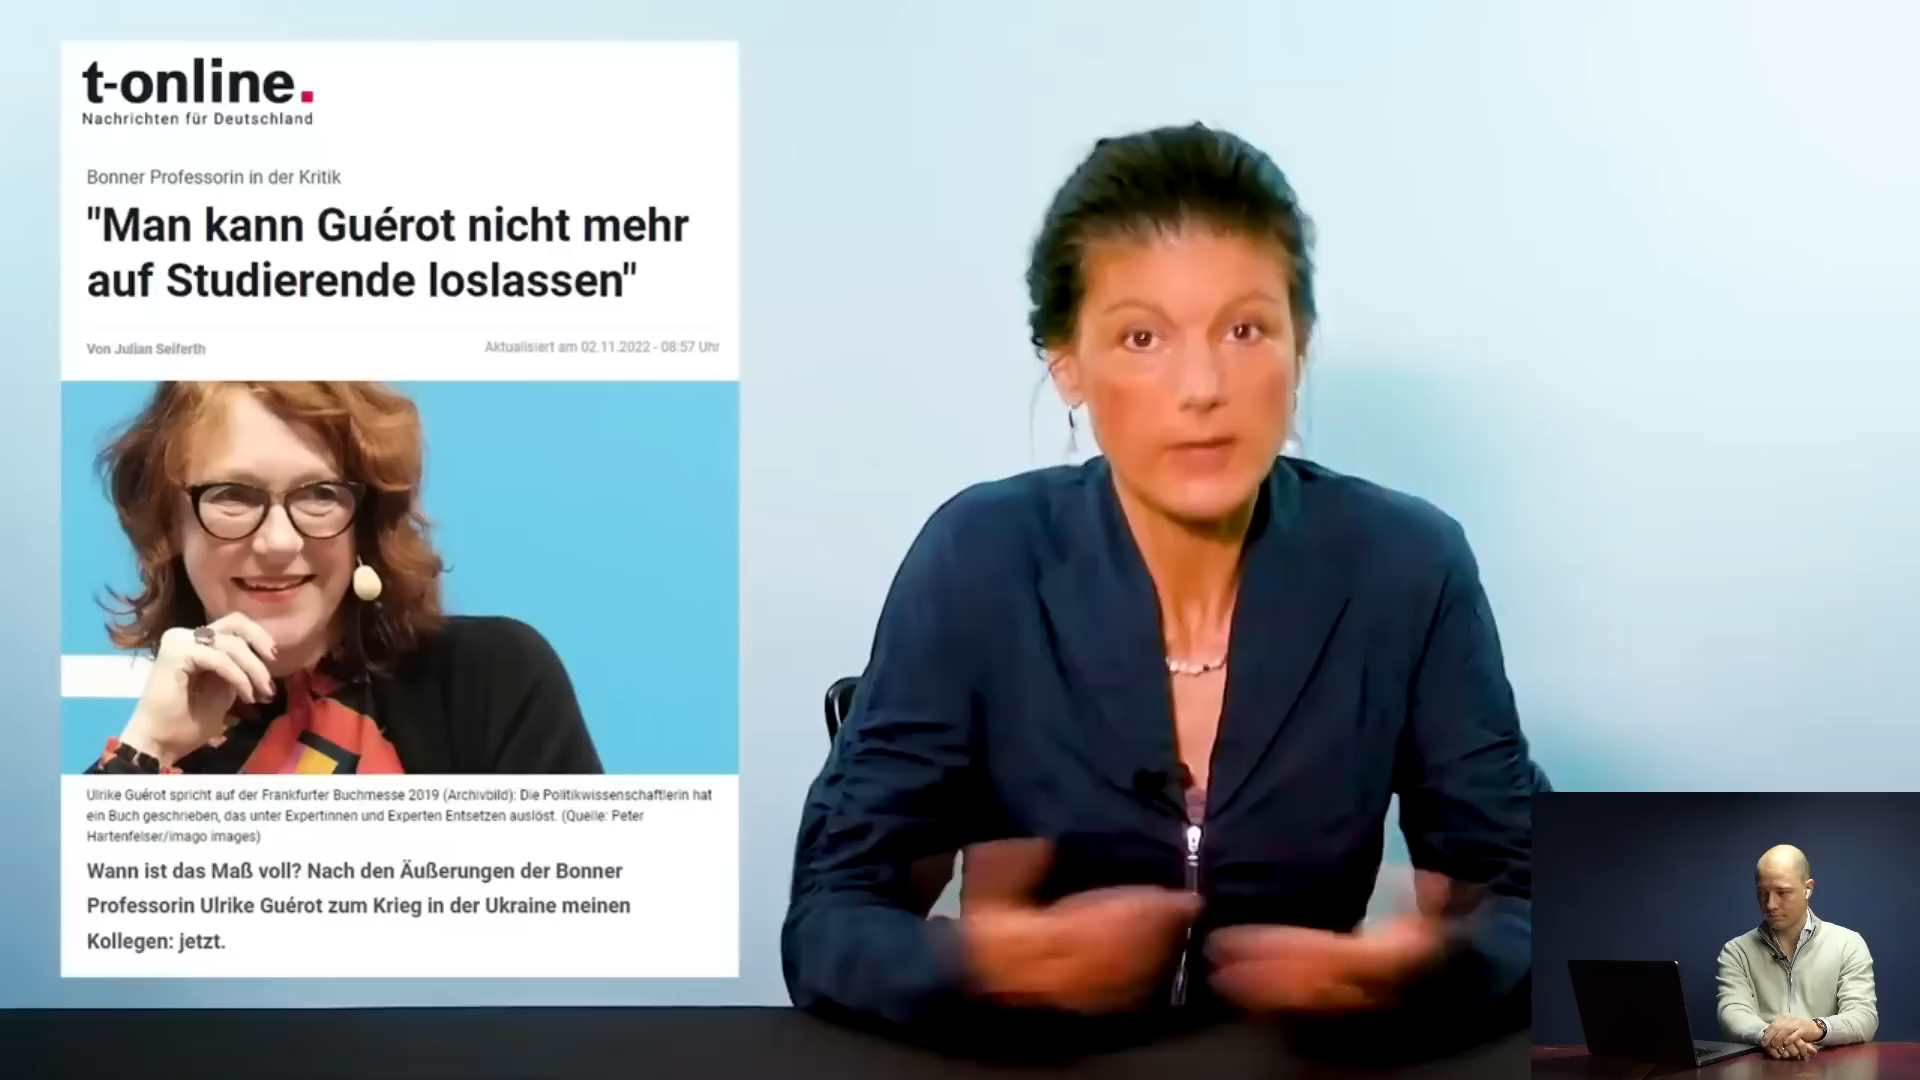 t-online.
Nachrichten für Deutschland
Bonner Professorin in der Kritik
"Man kann Guérot nicht mehr
auf Studierende loslassen"
Von Julian Seiferth
Aktualisiert am 02.11.2022 - 08:57 Uhr
Ulrike Guérot spricht auf der Frankfurter Buchmesse 2019 (Archivbild): Die Politikwissenschaftlerin hat
ein Buch geschrieben, das unter Expertinnen und Experten Entsetzen auslöst. (Quelle: Peter
Hartenfelser/imago images)
Wann ist das Maß voll? Nach den Äußerungen der Bonner
Professorin Ulrike Guérot zum Krieg in der Ukraine meinen
Kollegen: jetzt.